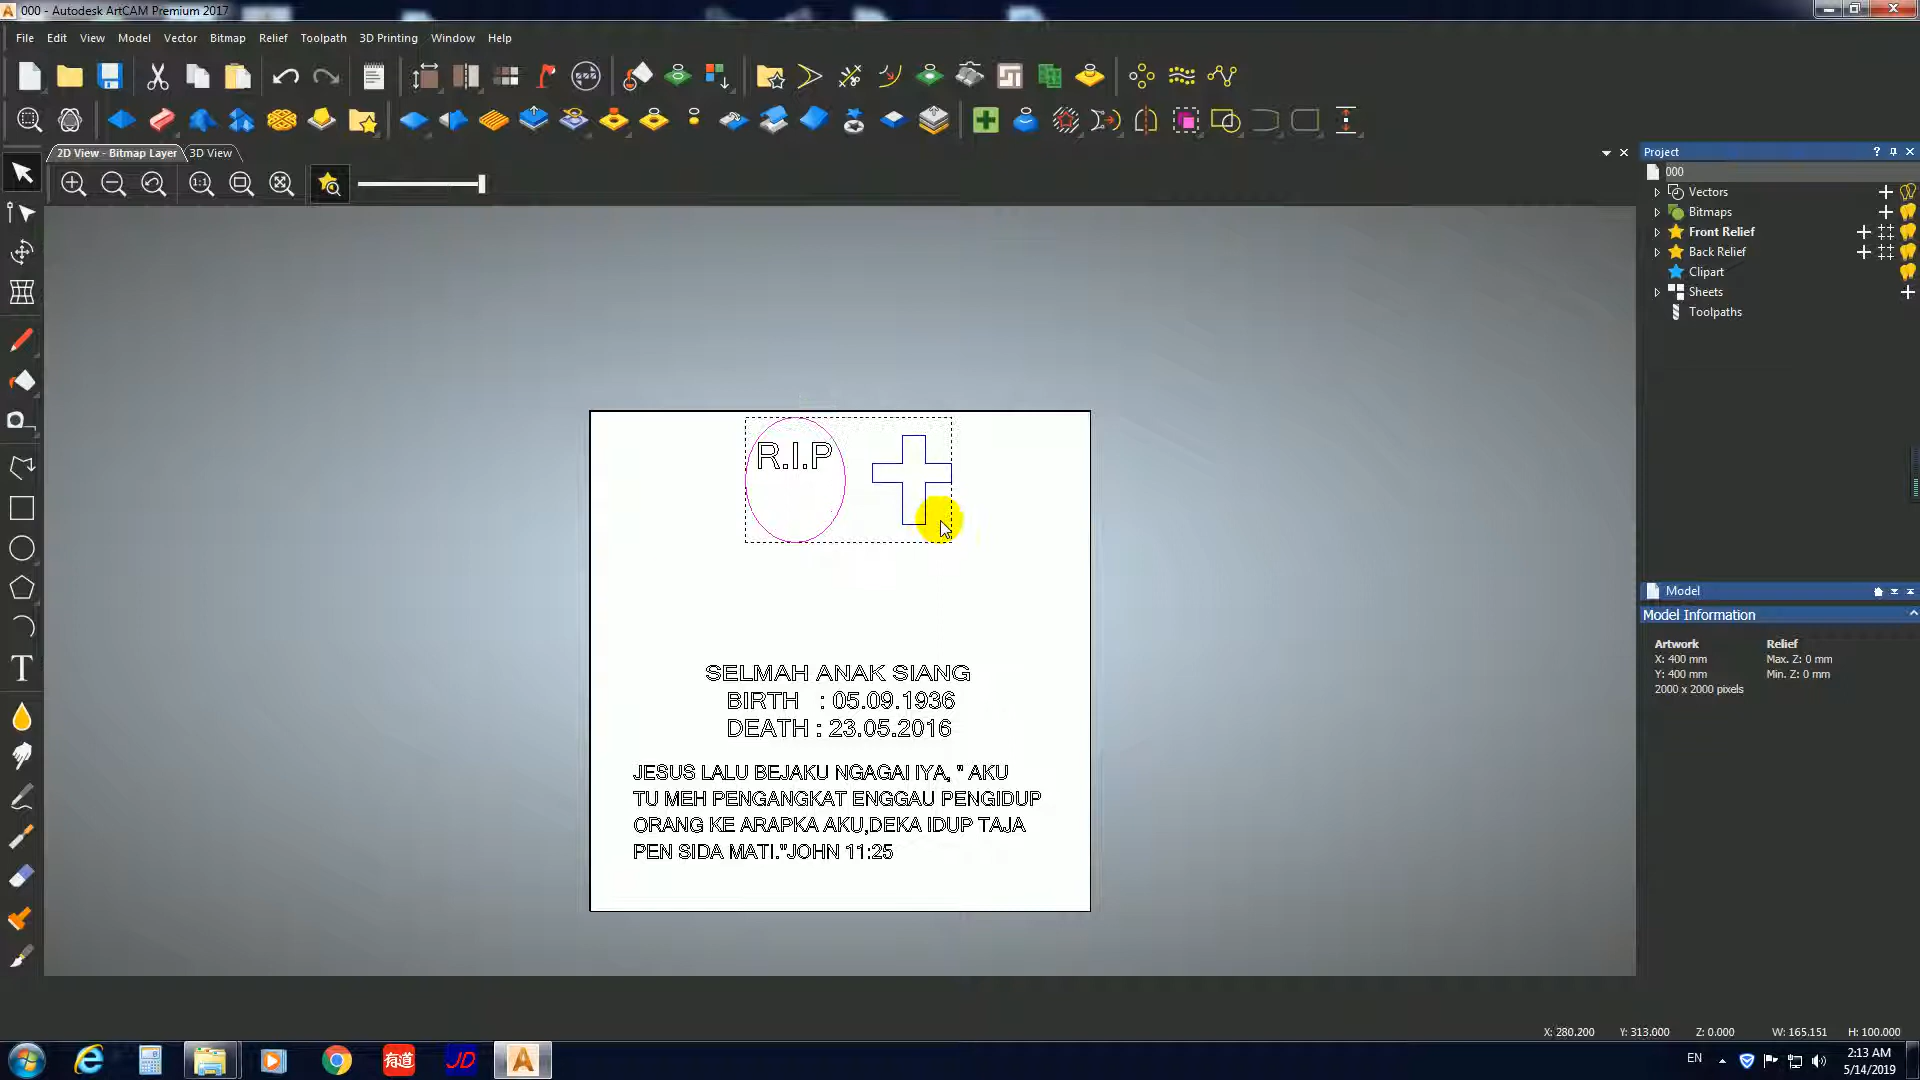 000 - Autodesk ArtCAM Premium 2017
File Edit View Model Vector Bitmap Relief Toolpath 3D Printing Window Help
1:1
2D View - Bitmap Layer 3D View
Project
000
Vectors
Bitmaps
Front Relief
Back Relief
Clipart
Sheets
Toolpaths
R.I.P
SELMAH ANAK SIANG
BIRTH : 05.09.1936
DEATH : 23.05.2016
JESUS LALU BEJAKU NGAGAI IYA, " AKU
TU MEH PENGANGKAT ENGGAU PENGIDUP
ORANG KE ARAPKA AKU,DEKA IDUP TAJA
PEN SIDA MATI."JOHN 11:25
Model
Model Information
Artwork Relief
X: 400 mm Max. Z: 0 mm
Y: 400 mm Min. Z: 0 mm
2000 x 2000 pixels
X: 280.200 Y: 313.000 Z: 0.000 W: 165.151 H: 100.000
有道 JD A EN 2:13 AM
5/14/2019